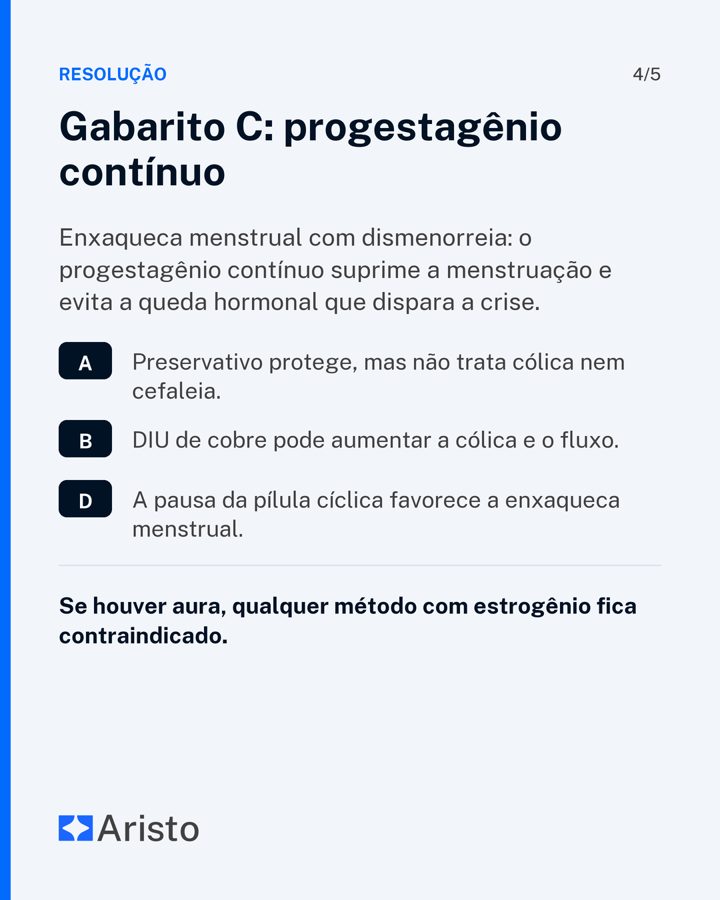 RESOLUÇÃO
4/5
Gabarito C: progestagênio
contínuo
Enxaqueca menstrual com dismenorreia: o
progestagênio contínuo suprime a menstruação e
evita a queda hormonal que dispara a crise.
A
Preservativo protege, mas não trata cólica nem
cefaleia.
B
DIU de cobre pode aumentar a cólica e o fluxo.
D
A pausa da pílula cíclica favorece a enxaqueca
menstrual.
Se houver aura, qualquer método com estrogênio fica
contraindicado.
Aristo